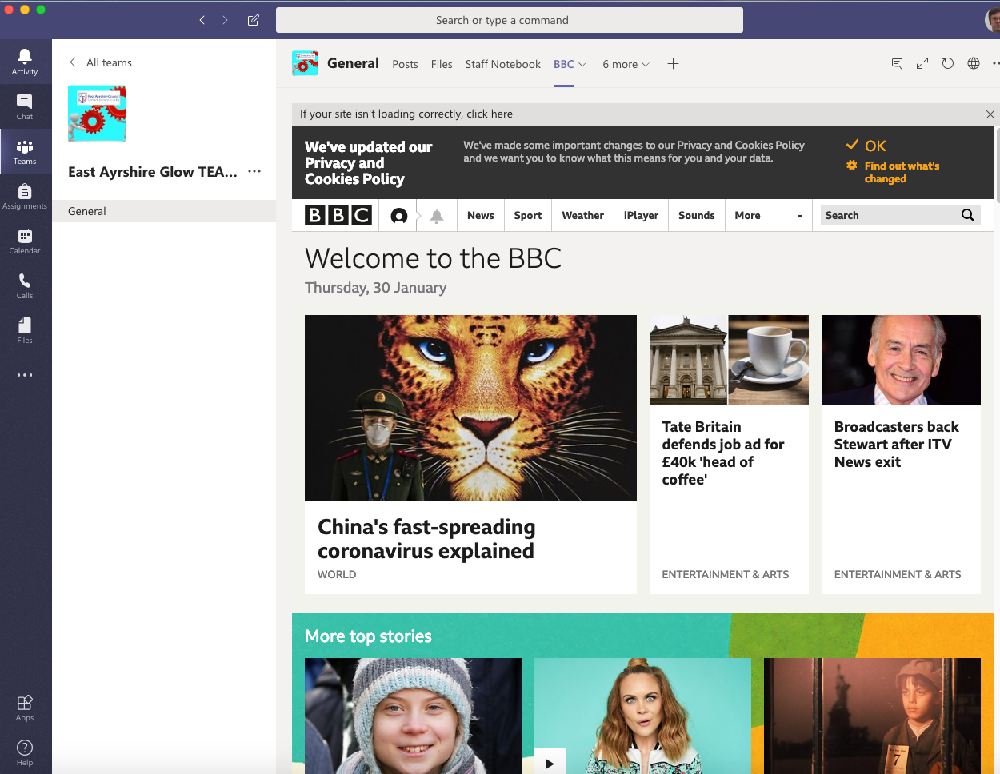 Search or type a command
Activity
Chat
Teams
Assignments
Calendar
Calls
Files
Apps
Help
All teams
East Ayrshire Council
East Ayrshire Glow TEA...
General
General
Posts
Files
Staff Notebook
BBC
6 more
If your site isn't loading correctly, click here
We've updated our
Privacy and
Cookies Policy
We've made some important changes to our Privacy and Cookies Policy
and we want you to know what this means for you and your data.
OK
Find out what's
changed
BBC
News
Sport
Weather
iPlayer
Sounds
More
Search
Welcome to the BBC
Thursday, 30 January
China's fast-spreading
coronavirus explained
WORLD
Tate Britain
defends job ad for
£40k 'head of
coffee'
ENTERTAINMENT & ARTS
Broadcasters back
Stewart after ITV
News exit
ENTERTAINMENT & ARTS
More top stories
7